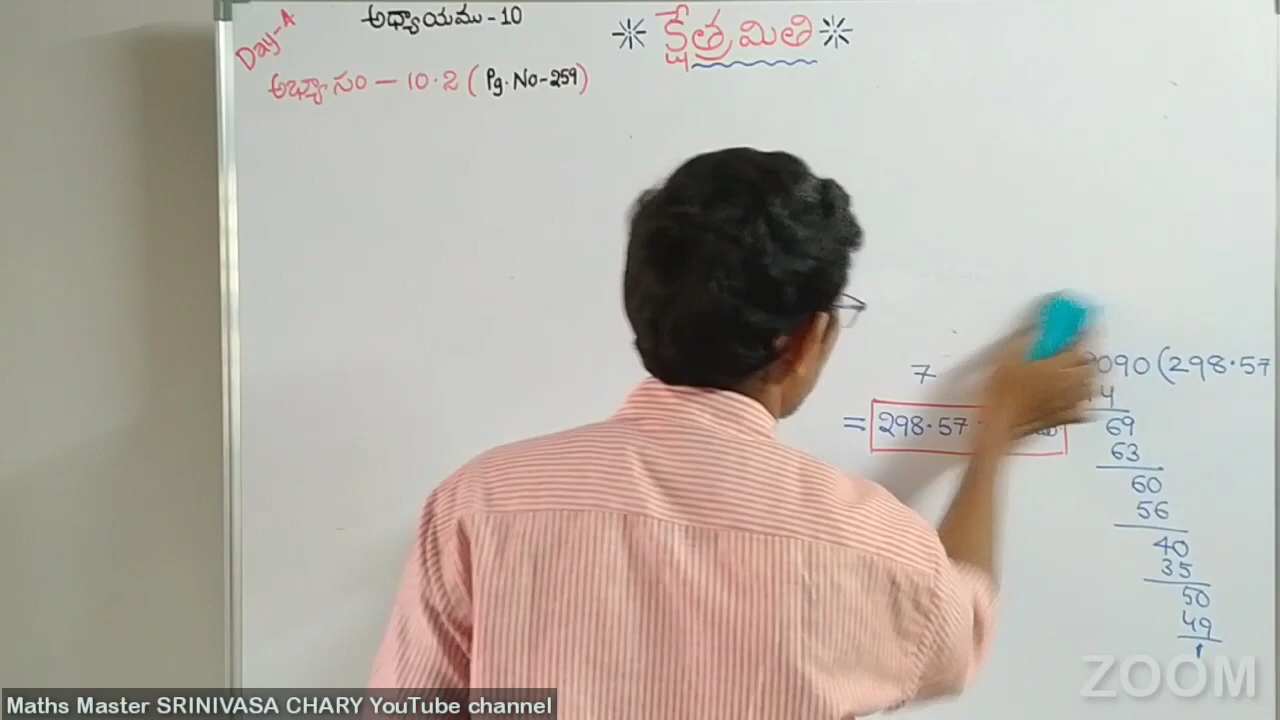 Day-A
అధ్యాయము-10
క్షేత్రమితి
అభ్యాసం - 10.2 (Pg. No-259)
7
090 (298.57
4
= 298.57
69
63
60
56
40
35
50
49
1
ZOOM
Maths Master SRINIVASA CHARY YouTube channel